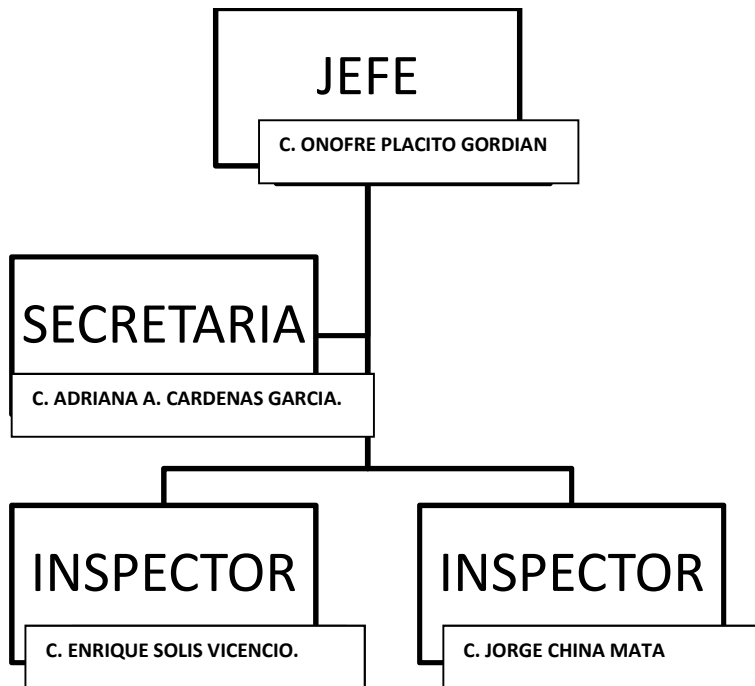 JEFE
C. ONOFRE PLACITO GORDIAN
SECRETARIA
C. ADRIANA A. CARDENAS GARCIA.
INSPECTOR
C. ENRIQUE SOLIS VICENCIO.
INSPECTOR
C. JORGE CHINA MATA